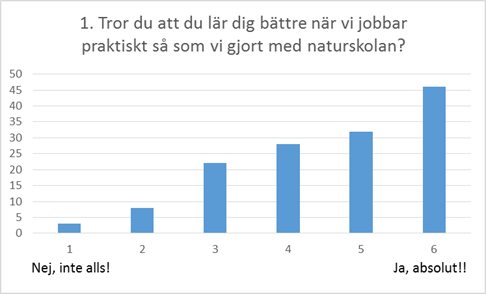 1. Tror du att du lär dig bättre när vi jobbar
praktiskt så som vi gjort med naturskolan?
50
45
40
35
30
25
20
15
10
5
0
1 2 3 4 5 6
Nej, inte alls! Ja, absolut!!